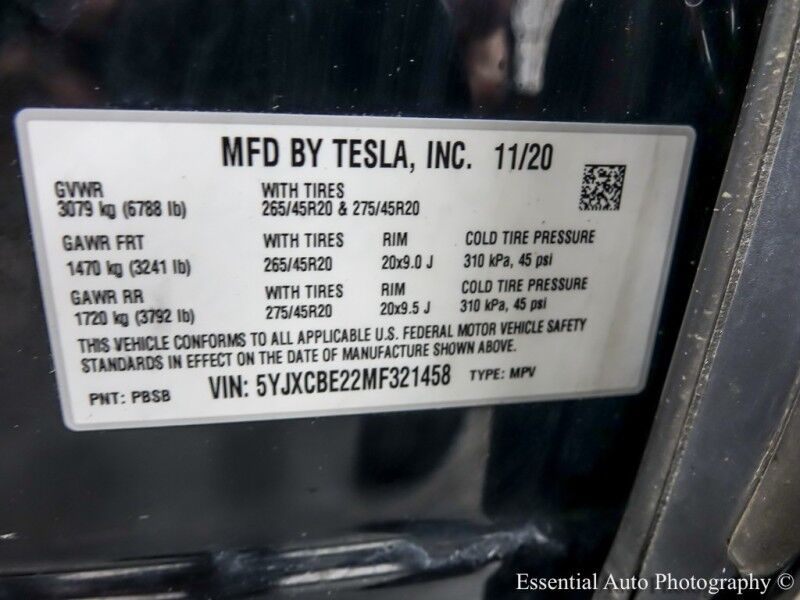 MFD BY TESLA, INC. 11/20
GVWR WITH TIRES
3079 kg (6788 lb) 265/45R20 & 275/45R20
GAWR FRT WITH TIRES RIM COLD TIRE PRESSURE
1470 kg (3241 lb) 265/45R20 20x9.0 J 310 kPa, 45 psi
GAWR RR WITH TIRES RIM COLD TIRE PRESSURE
1720 kg (3792 lb) 275/45R20 20x9.5 J 310 kPa, 45 psi
THIS VEHICLE CONFORMS TO ALL APPLICABLE U.S. FEDERAL MOTOR VEHICLE SAFETY
STANDARDS IN EFFECT ON THE DATE OF MANUFACTURE SHOWN ABOVE.
PNT: PBSB VIN: 5YJXCBE22MF321458 TYPE: MPV
Essential Auto Photography ©